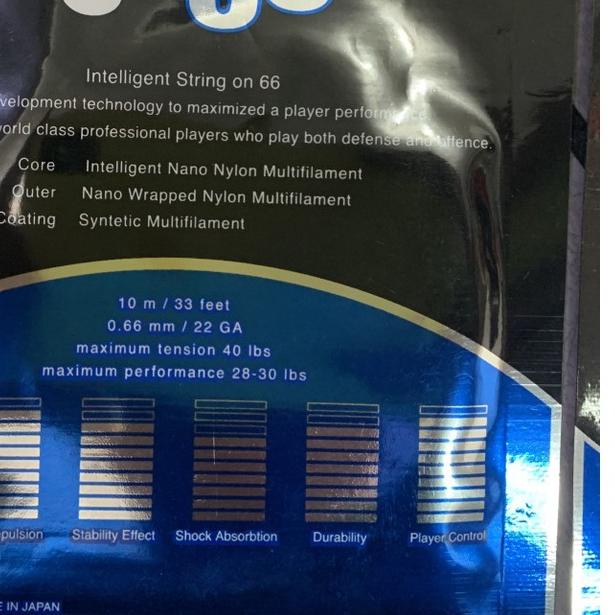 Intelligent String on 66
velopment technology to maximized a player performance
world class professional players who play both defense and offence.
Core Intelligent Nano Nylon Multifilament
Outer Nano Wrapped Nylon Multifilament
Coating Syntetic Multifilament
10 m / 33 feet
0.66 mm / 22 GA
maximum tension 40 lbs
maximum performance 28-30 lbs
pulsion Stability Effect Shock Absorbtion Durability Player Control
E IN JAPAN